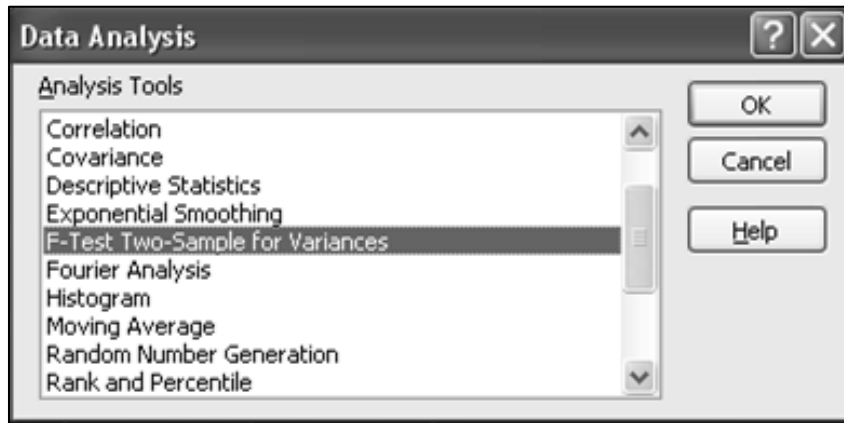 Data Analysis
?
Analysis Tools
OK
Correlation
Covariance
Cancel
Descriptive Statistics
Exponential Smoothing
F-Test Two-Sample for Variances
Help
Fourier Analysis
Histogram
Moving Average
Random Number Generation
Rank and Percentile